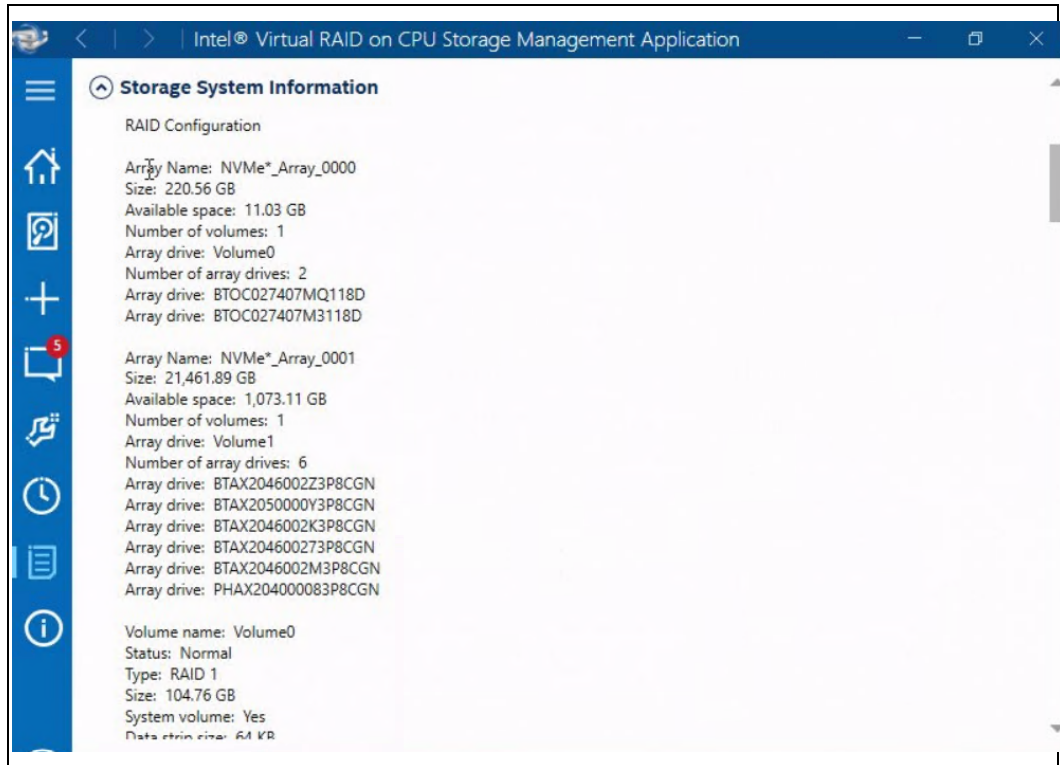 Intel® Virtual RAID on CPU Storage Management Application
Storage System Information
RAID Configuration
Array Name: NVMe*_Array_0000
Size: 220.56 GB
Available space: 11.03 GB
Number of volumes: 1
Array drive: Volume0
Number of array drives: 2
Array drive: BTOC027407MQ118D
Array drive: BTOC027407M3118D
Array Name: NVMe*_Array_0001
Size: 21,461.89 GB
Available space: 1,073.11 GB
Number of volumes: 1
Array drive: Volume1
Number of array drives: 6
Array drive: BTAX2046002Z3P8CGN
Array drive: BTAX2050000Y3P8CGN
Array drive: BTAX2046002K3P8CGN
Array drive: BTAX204600273P8CGN
Array drive: BTAX2046002M3P8CGN
Array drive: PHAX204000083P8CGN
5
Volume name: Volume0
Status: Normal
Type: RAID 1
Size: 104.76 GB
System volume: Yes
Data strip size: 64 KB